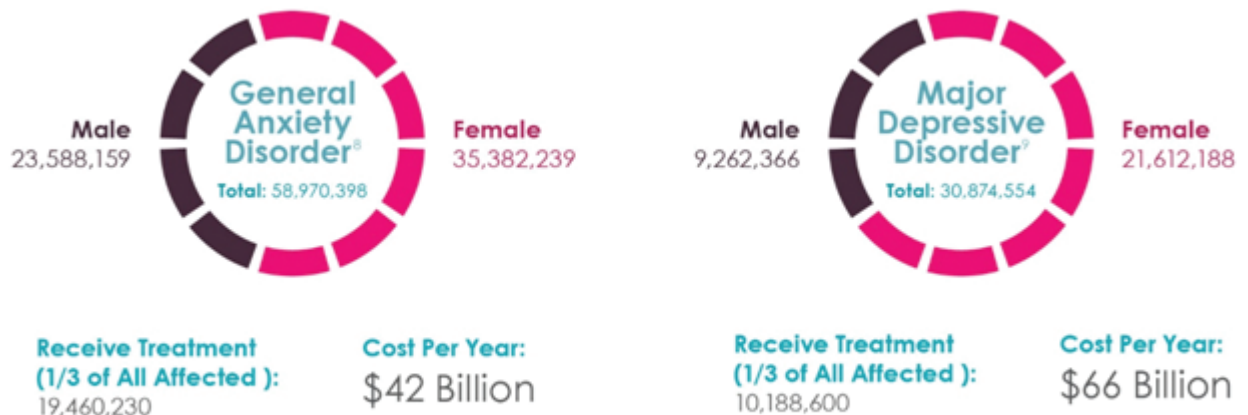 General
Anxiety
Disorder⁸
Total: 58,970,398
Male
23,588,159
Female
35,382,239
Receive Treatment
(1/3 of All Affected ):
19,460,230
Cost Per Year:
$42 Billion
Major
Depressive
Disorder⁹
Total: 30,874,554
Male
9,262,366
Female
21,612,188
Receive Treatment
(1/3 of All Affected ):
10,188,600
Cost Per Year:
$66 Billion